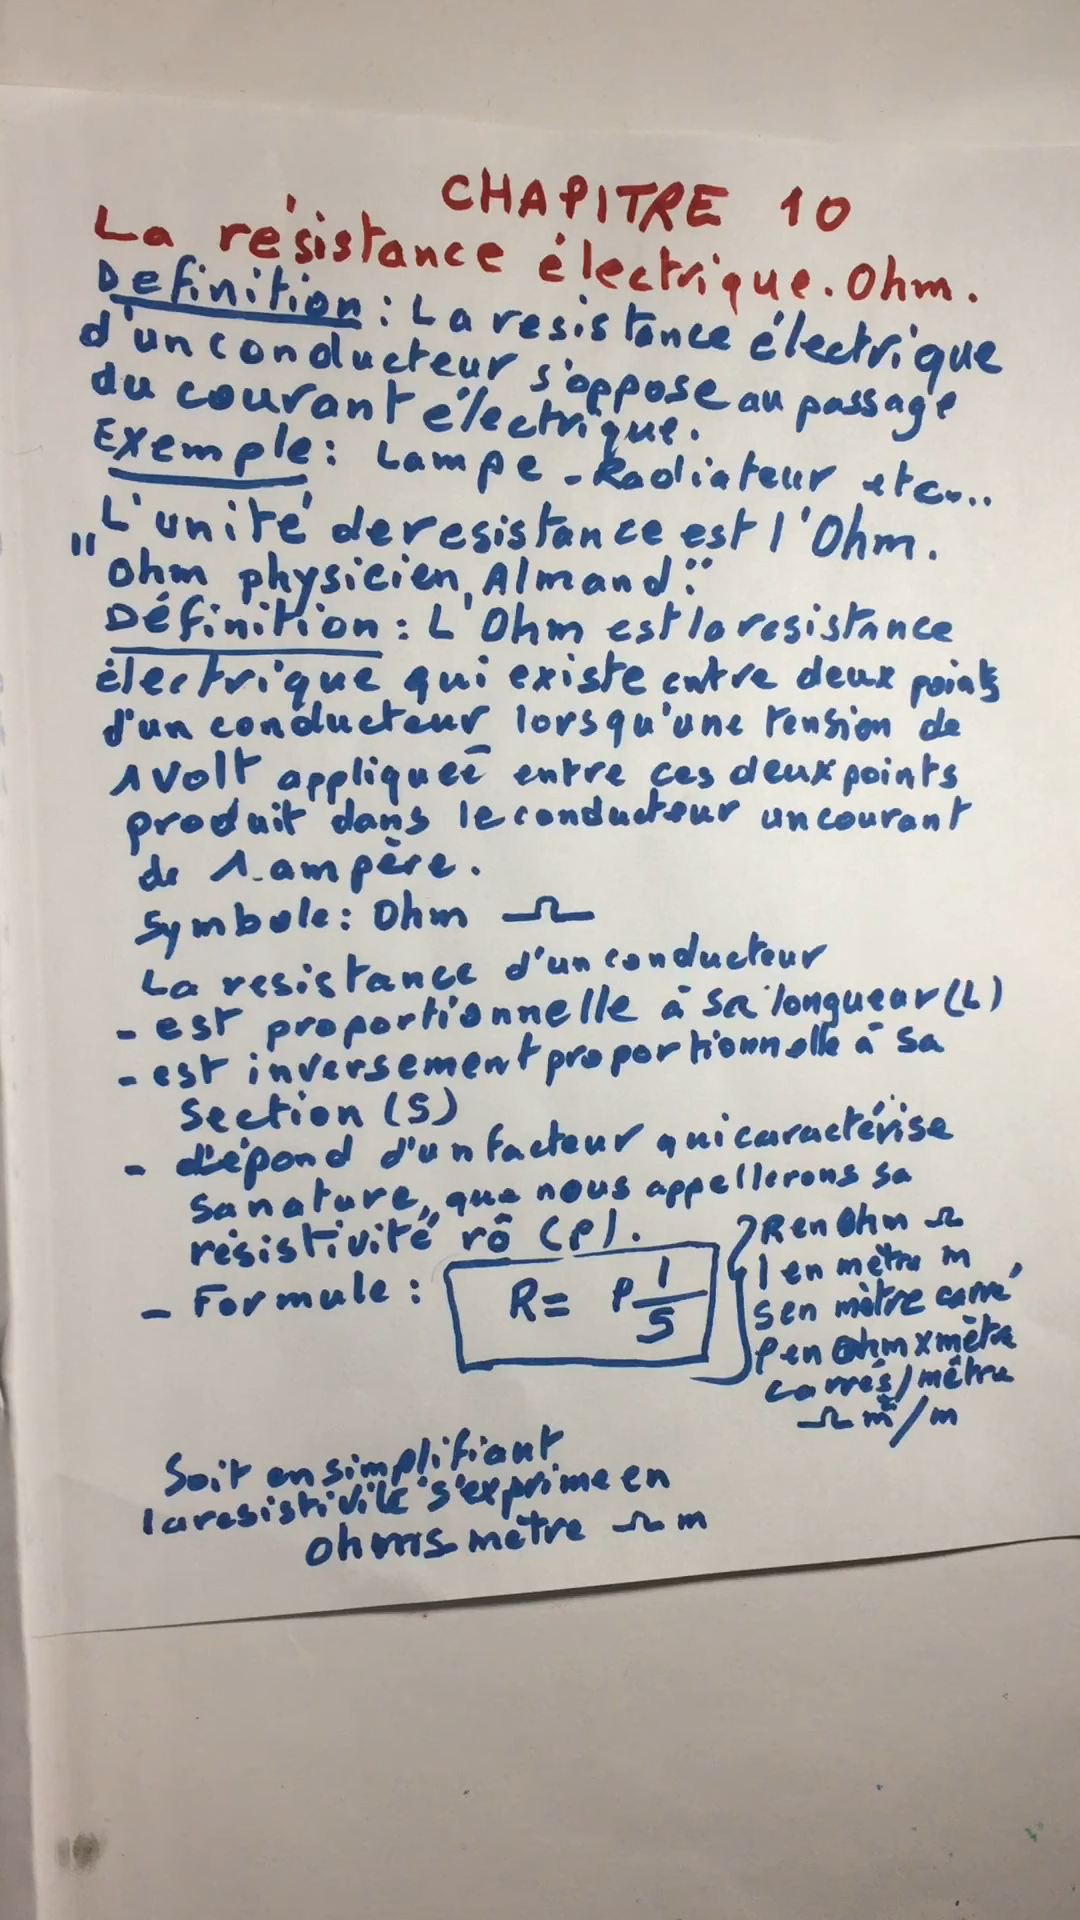 CHAPITRE 10
La résistance électrique. Ohm.
Definition : La resistance électrique
d'un conducteur s'oppose au passage
du courant électrique.
Exemple : Lampe - Radiateur etc...
L'unité de resistance est l'Ohm.
"Ohm physicien, Almand"
Définition : L'Ohm est la resistance
électrique qui existe entre deux points
d'un conducteur lorsqu'une tension de
1 Volt appliquée entre ces deux points
produit dans le conducteur un courant
de 1 ampère.
Symbole : Ohm Ω
La resistance d'un conducteur
- est proportionnelle à sa longueur (L)
- est inversement proportionnelle à sa
section (S)
- dépend d'un facteur qui caractérise
sa nature, que nous appellerons sa
résistivité rô (ρ).
- Formule : R = ρ l/S
R en Ohm Ω
l en mètre m
S en mètre carré
ρ en Ohm x mètre
carrés/mètre
Ω m²/m
Soit en simplifiant
la resistivité s'exprime en
ohms mètre Ω m